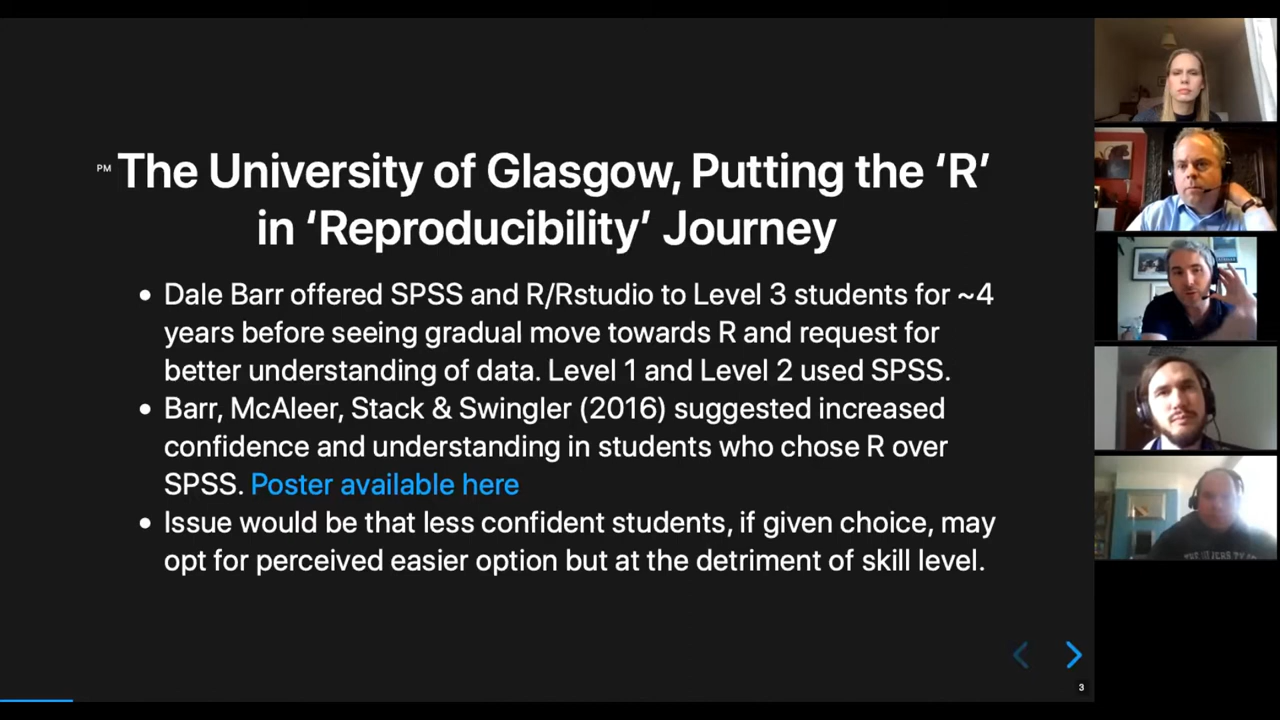 PM
The University of Glasgow, Putting the ‘R’
in ‘Reproducibility’ Journey
• Dale Barr offered SPSS and R/Rstudio to Level 3 students for ~4
years before seeing gradual move towards R and request for
better understanding of data. Level 1 and Level 2 used SPSS.
• Barr, McAleer, Stack & Swingler (2016) suggested increased
confidence and understanding in students who chose R over
SPSS. Poster available here
• Issue would be that less confident students, if given choice, may
opt for perceived easier option but at the detriment of skill level.
3